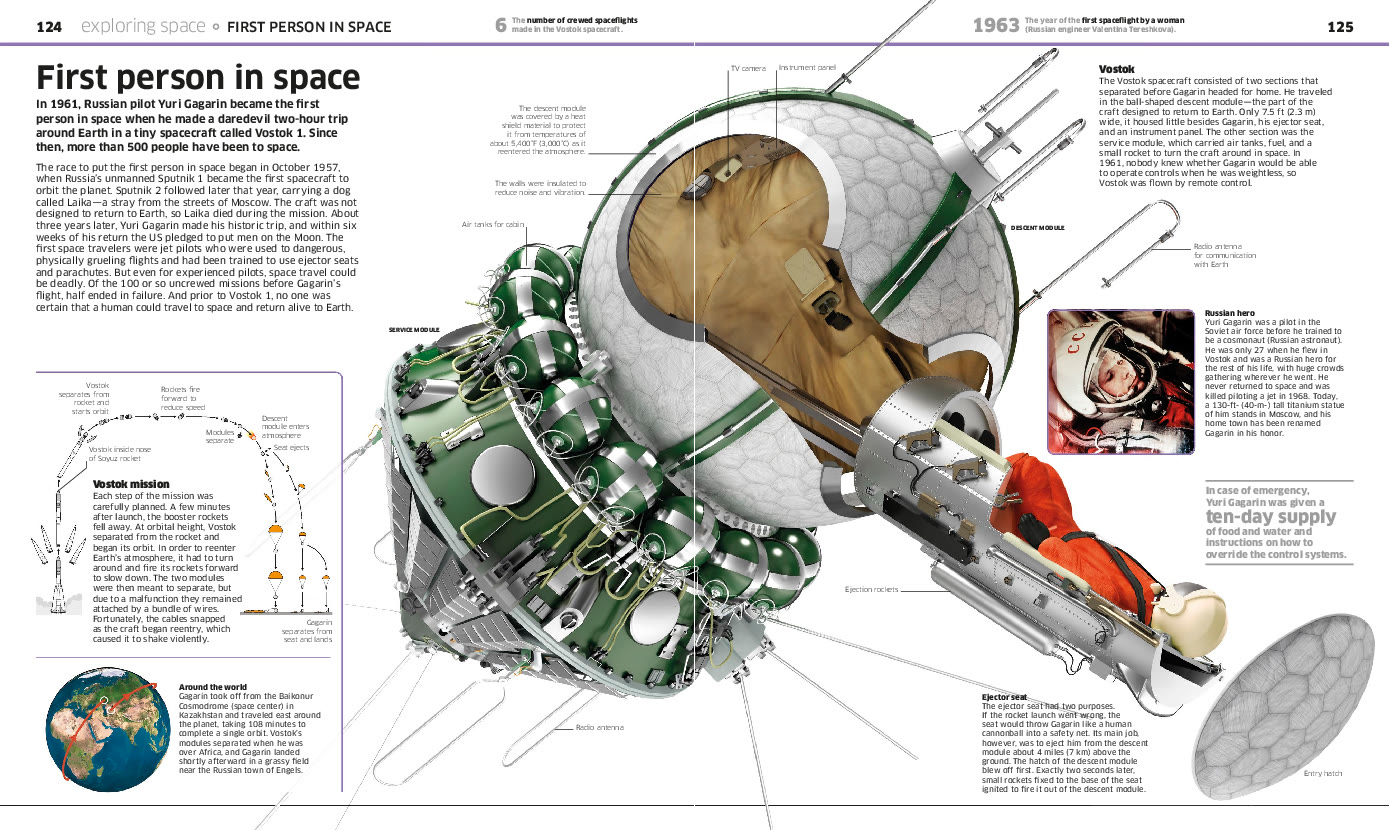 124 exploring space FIRST PERSON IN SPACE
6 The number of crewed spaceflights
made in the Vostok spacecraft.
1963 The year of the first spaceflight by a woman
(Russian engineer Valentina Tereshkova).
125
First person in space
In 1961, Russian pilot Yuri Gagarin became the first
person in space when he made a daredevil two-hour trip
around Earth in a tiny spacecraft called Vostok 1. Since
then, more than 500 people have been to space.
The race to put the first person in space began in October 1957,
when Russia's unmanned Sputnik 1 became the first spacecraft to
orbit the planet. Sputnik 2 followed later that year, carrying a dog
called Laika—a stray from the streets of Moscow. The craft was not
designed to return to Earth, so Laika died during the mission. About
three years later, Yuri Gagarin made his historic trip, and within six
weeks of his return the US pledged to put men on the Moon. The
first space travelers were jet pilots who were used to dangerous,
physically grueling flights and had been trained to use ejector seats
and parachutes. But even for experienced pilots, space travel could
be deadly. Of the 100 or so uncrewed missions before Gagarin's
flight, half ended in failure. And prior to Vostok 1, no one was
certain that a human could travel to space and return alive to Earth.
TV camera
Instrument panel
The descent module
was covered by a heat
shield material to protect
it from temperatures of
about 5,400°F (3,000°C) as it
reentered the atmosphere.
The walls were insulated to
reduce noise and vibration.
Air tanks for cabin
SERVICE MODULE
DESCENT MODULE
Vostok
The Vostok spacecraft consisted of two sections that
separated before Gagarin headed for home. He traveled
in the ball-shaped descent module—the part of the
craft designed to return to Earth. Only 7.5 ft (2.3 m)
wide, it housed little besides Gagarin, his ejector seat,
and an instrument panel. The other section was the
service module, which carried air tanks, fuel, and a
small rocket to turn the craft around in space. In
1961, nobody knew whether Gagarin would be able
to operate controls when he was weightless, so
Vostok was flown by remote control.
Radio antenna
for communication
with Earth
Russian hero
Yuri Gagarin was a pilot in the
Soviet air force before he trained to
be a cosmonaut (Russian astronaut).
He was only 27 when he flew in
Vostok and was a Russian hero for
the rest of his life, with huge crowds
gathering wherever he went. He
never returned to space and was
killed piloting a jet in 1968. Today,
a 130-ft- (40-m-) tall titanium statue
of him stands in Moscow, and his
home town has been renamed
Gagarin in his honor.
In case of emergency,
Yuri Gagarin was given a
ten-day supply
of food and water and
instructions on how to
override the control systems.
Vostok
separates from
rocket and
starts orbit
Rockets fire
forward to
reduce speed
Modules
separate
Descent
module enters
atmosphere
Seat ejects
Vostok inside nose
of Soyuz rocket
Vostok mission
Each step of the mission was
carefully planned. A few minutes
after launch, the booster rockets
fell away. At orbital height, Vostok
separated from the rocket and
began its orbit. In order to reenter
Earth's atmosphere, it had to turn
around and fire its rockets forward
to slow down. The two modules
were then meant to separate, but
due to a malfunction they remained
attached by a bundle of wires.
Fortunately, the cables snapped
as the craft began reentry, which
caused it to shake violently.
Gagarin
separates from
seat and lands
Around the world
Gagarin took off from the Baikonur
Cosmodrome (space center) in
Kazakhstan and traveled east around
the planet, taking 108 minutes to
complete a single orbit. Vostok's
modules separated when he was
over Africa, and Gagarin landed
shortly afterward in a grassy field
near the Russian town of Engels.
Radio antenna
Ejection rockets
Ejector seat
The ejector seat had two purposes.
If the rocket launch went wrong, the
seat would throw Gagarin like a human
cannonball into a safety net. Its main job,
however, was to eject him from the descent
module about 4 miles (7 km) above the
ground. The hatch of the descent module
blew off first. Exactly two seconds later,
small rockets fixed to the base of the seat
ignited to fire it out of the descent module.
Entry hatch